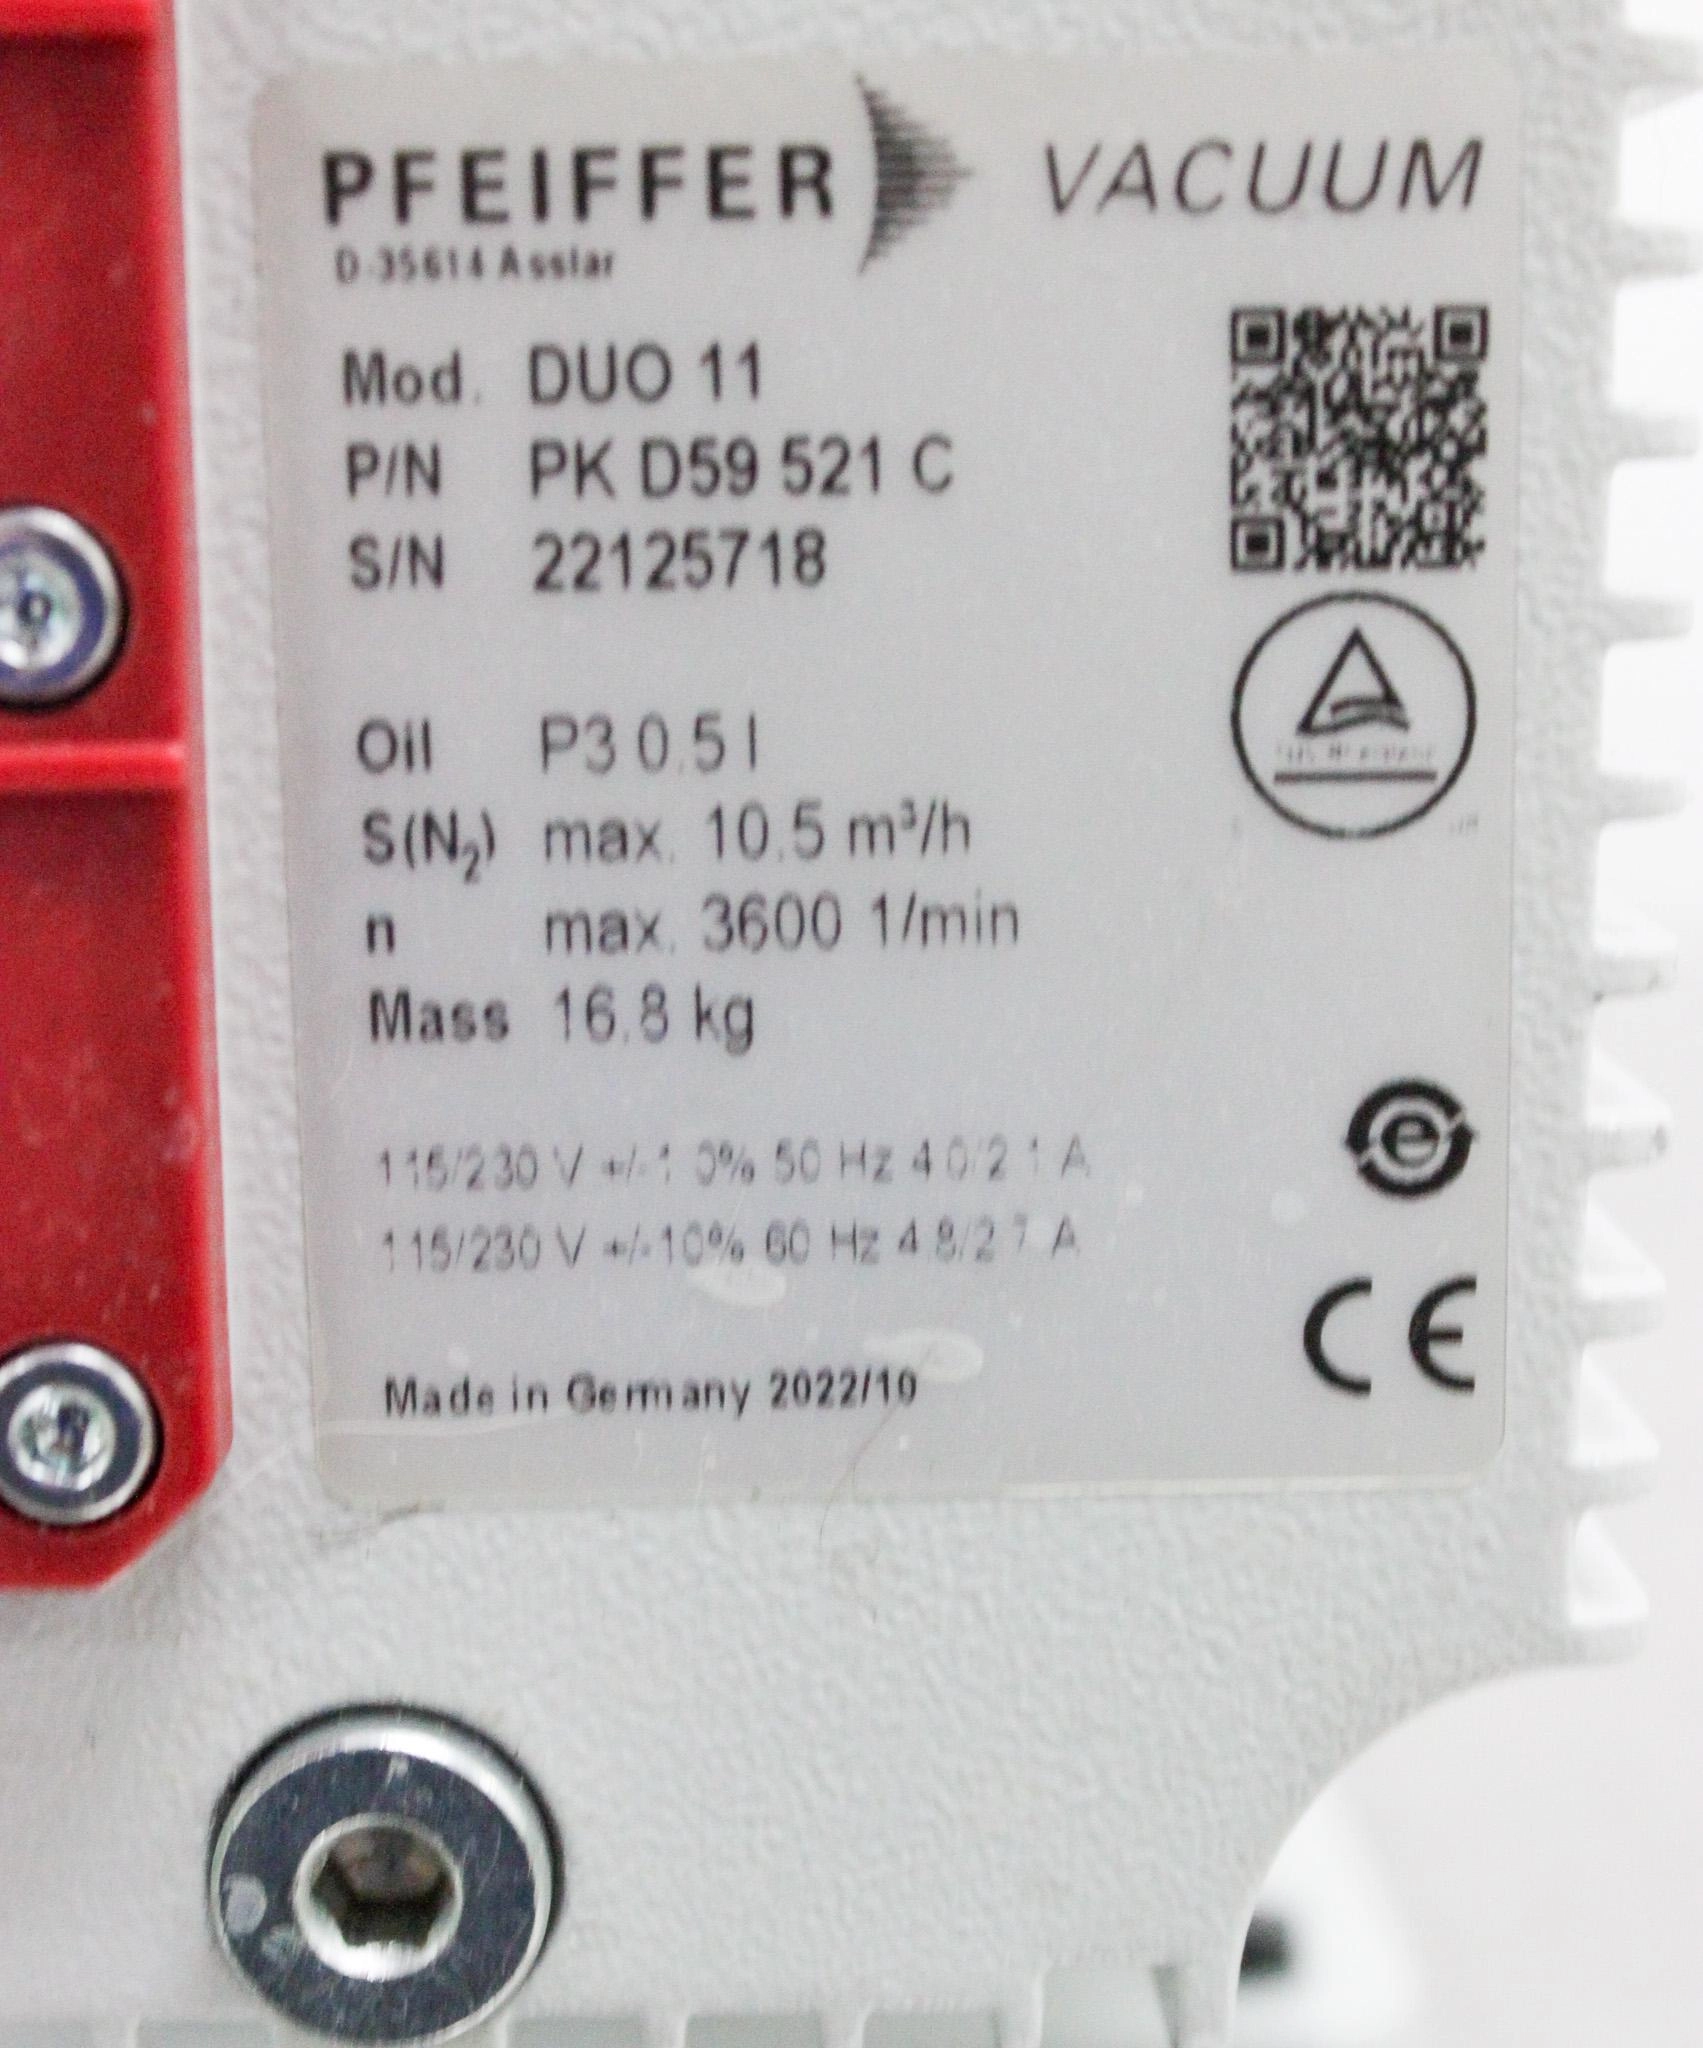 PFEIFFER VACUUM
D-35614 Asslar
Mod. DUO 11
P/N PK D59 521 C
S/N 22125718
Oil P3 0.5 l
S(N₂) max. 10.5 m³/h
n max. 3600 1/min
Mass 16.8 kg
115/230 V +/-10% 50 Hz 4.0/2.1 A
115/230 V +/-10% 60 Hz 4.8/2.7 A
e
CE
Made in Germany 2022/10